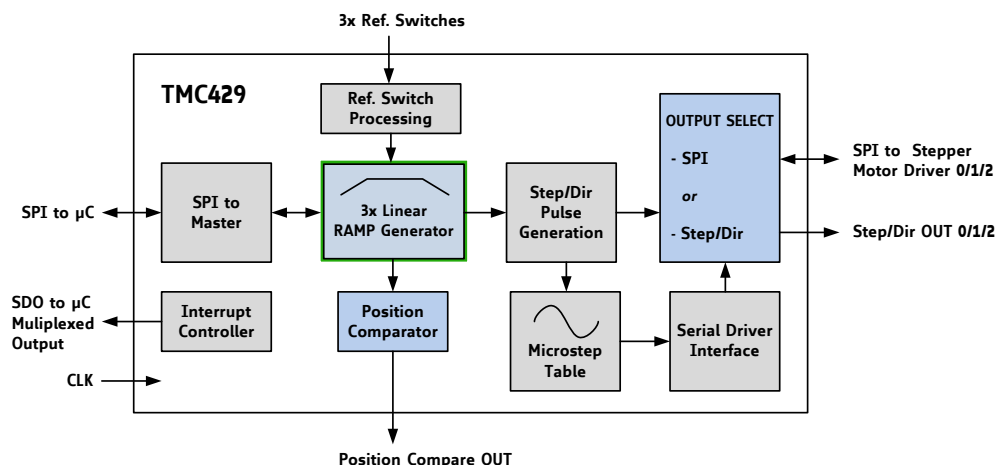 3x Ref. Switches
TMC429
Ref. Switch
Processing
OUTPUT SELECT
- SPI
or
- Step/Dir
SPI to Stepper
Motor Driver 0/1/2
Step/Dir OUT 0/1/2
SPI to µC
SPI to
Master
3x Linear
RAMP Generator
Step/Dir
Pulse
Generation
SDO to µC
Muliplexed
Output
Interrupt
Controller
Position
Comparator
Microstep
Table
Serial Driver
Interface
CLK
Position Compare OUT